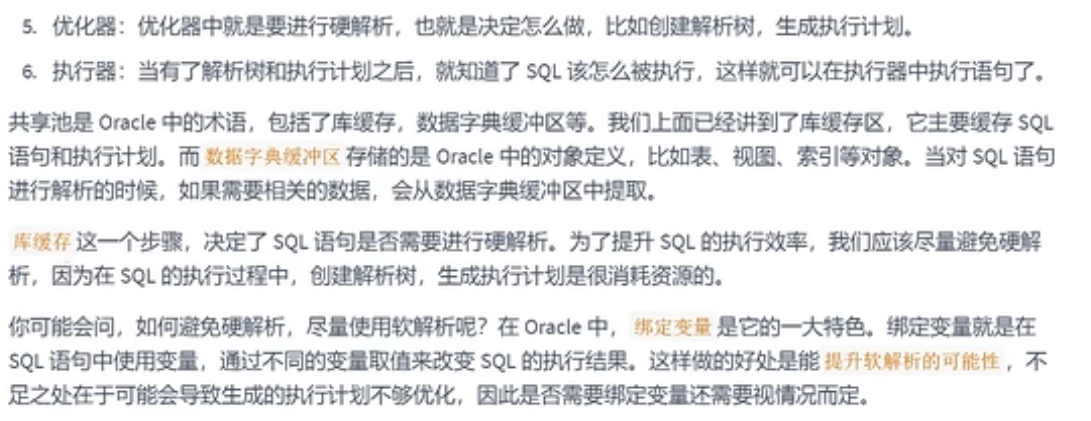 5. 优化器：优化器中就是要进行硬解析，也就是决定怎么做，比如创建解析树，生成执行计划。
6. 执行器：当有了解析树和执行计划之后，就知道了 SQL 该怎么被执行，这样就可以在执行器中执行语句了。
共享池是 Oracle 中的术语，包括了库缓存，数据字典缓冲区等。我们上面已经讲到了库缓存区，它主要缓存 SQL
语句和执行计划。而 数据字典缓冲区 存储的是 Oracle 中的对象定义，比如表、视图、索引等对象。当对 SQL 语句
进行解析的时候，如果需要相关的数据，会从数据字典缓冲区中提取。
库缓存 这一个步骤，决定了 SQL 语句是否需要进行硬解析。为了提升 SQL 的执行效率，我们应该尽量避免硬解
析，因为在 SQL 的执行过程中，创建解析树，生成执行计划是很消耗资源的。
你可能会问，如何避免硬解析，尽量使用软解析呢？在 Oracle 中， 绑定变量 是它的一大特色。绑定变量就是在
SQL 语句中使用变量，通过不同的变量取值来改变 SQL 的执行结果。这样做的好处是能 提升软解析的可能性 ，不
足之处在于可能会导致生成的执行计划不够优化，因此是否需要绑定变量还需要视情况而定。